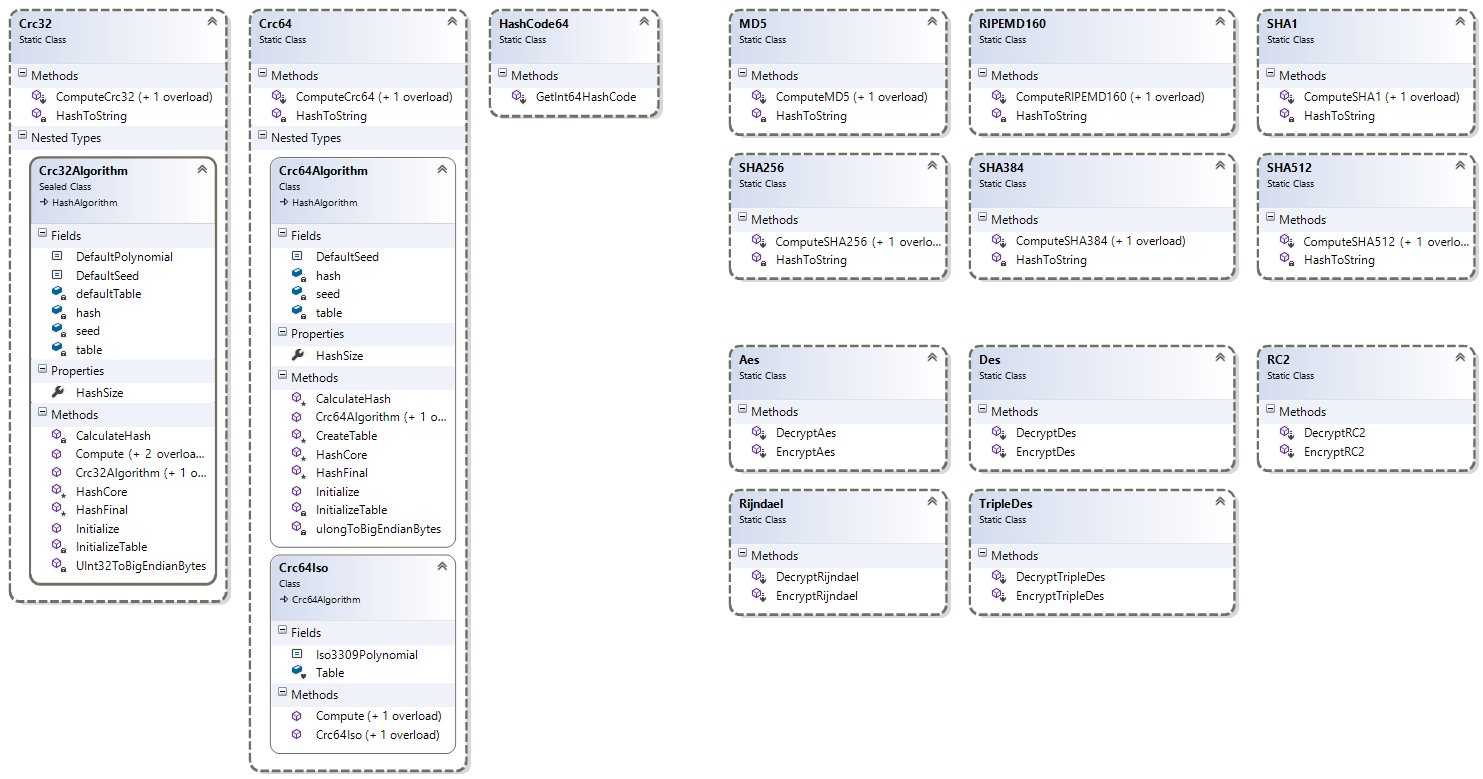 Crc32
Static Class
Methods
ComputeCrc32 (+ 1 overload)
HashToString
Nested Types
Crc32Algorithm
Sealed Class
HashAlgorithm
Fields
DefaultPolynomial
DefaultSeed
defaultTable
hash
seed
table
Properties
HashSize
Methods
CalculateHash
Compute (+ 2 overloa...
Crc32Algorithm (+ 1 o...
HashCore
HashFinal
Initialize
InitializeTable
UInt32ToBigEndianBytes
Crc64
Static Class
Methods
ComputeCrc64 (+ 1 overload)
HashToString
Nested Types
Crc64Algorithm
Class
HashAlgorithm
Fields
DefaultSeed
hash
seed
table
Properties
HashSize
Methods
CalculateHash
Crc64Algorithm (+ 1 o...
CreateTable
HashCore
HashFinal
Initialize
InitializeTable
ulongToBigEndianBytes
Crc64Iso
Class
Crc64Algorithm
Fields
Iso3309Polynomial
Table
Methods
Compute (+ 1 overload)
Crc64Iso (+ 1 overload)
HashCode64
Static Class
Methods
GetInt64HashCode
MD5
Static Class
Methods
ComputeMD5 (+ 1 overload)
HashToString
RIPEMD160
Static Class
Methods
ComputeRIPEMD160 (+ 1 overload)
HashToString
SHA1
Static Class
Methods
ComputeSHA1 (+ 1 overload)
HashToString
SHA256
Static Class
Methods
ComputeSHA256 (+ 1 overlo...
HashToString
SHA384
Static Class
Methods
ComputeSHA384 (+ 1 overload)
HashToString
SHA512
Static Class
Methods
ComputeSHA512 (+ 1 overlo...
HashToString
Aes
Static Class
Methods
DecryptAes
EncryptAes
Des
Static Class
Methods
DecryptDes
EncryptDes
RC2
Static Class
Methods
DecryptRC2
EncryptRC2
Rijndael
Static Class
Methods
DecryptRijndael
EncryptRijndael
TripleDes
Static Class
Methods
DecryptTripleDes
EncryptTripleDes